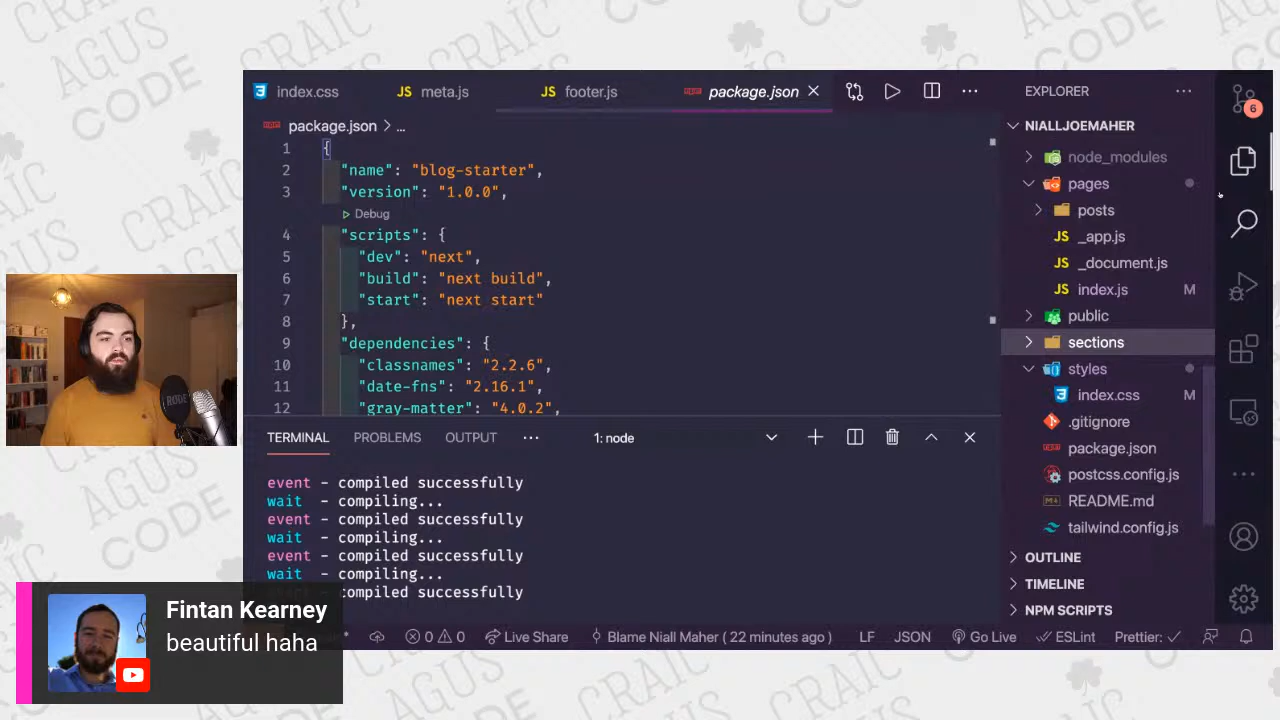 CRAIC
AGUS
CODE
index.css
meta.js
footer.js
package.json
EXPLORER
6
package.json > ...
NIALLJOEMAHER
node_modules
pages
posts
_app.js
_document.js
index.js M
public
sections
styles
index.css M
.gitignore
package.json
postcss.config.js
README.md
tailwind.config.js
OUTLINE
TIMELINE
NPM SCRIPTS
1 {
2 "name": "blog-starter",
3 "version": "1.0.0",
Debug
4 "scripts": {
5 "dev": "next",
6 "build": "next build",
7 "start": "next start"
8 },
9 "dependencies": {
10 "classnames": "2.2.6",
11 "date-fns": "2.16.1",
12 "gray-matter": "4.0.2",
TERMINAL PROBLEMS OUTPUT ... 1: node
event - compiled successfully
wait - compiling...
event - compiled successfully
wait - compiling...
event - compiled successfully
wait - compiling...
compiled successfully
0 0 Live Share Blame Niall Maher ( 22 minutes ago ) LF JSON Go Live ESLint Prettier: ✓
RØDE
Fintan Kearney
beautiful haha